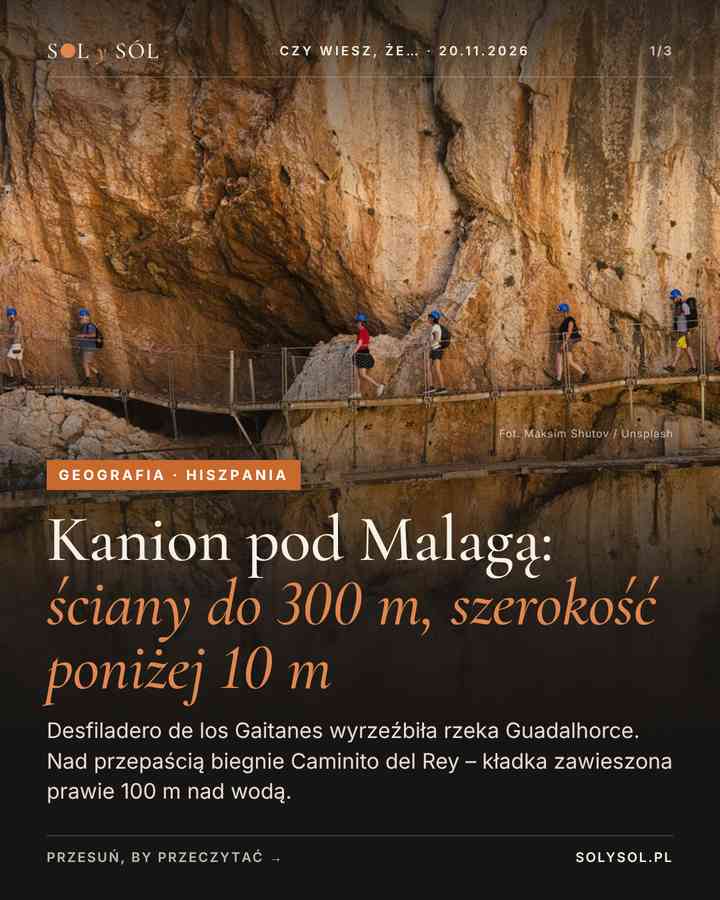 SOL y SÓL
CZY WIESZ, ŻE... · 20.11.2026
1/3
Fot. Maksim Shutov / Unsplash
GEOGRAFIA · HISZPANIA
Kanion pod Malagą:
ściany do 300 m, szerokość
poniżej 10 m
Desfiladero de los Gaitanes wyrzeźbiła rzeka Guadalhorce.
Nad przepaścią biegnie Caminito del Rey – kładka zawieszona
prawie 100 m nad wodą.
PRZESUŃ, BY PRZECZYTAĆ →
SOLYSOL.PL